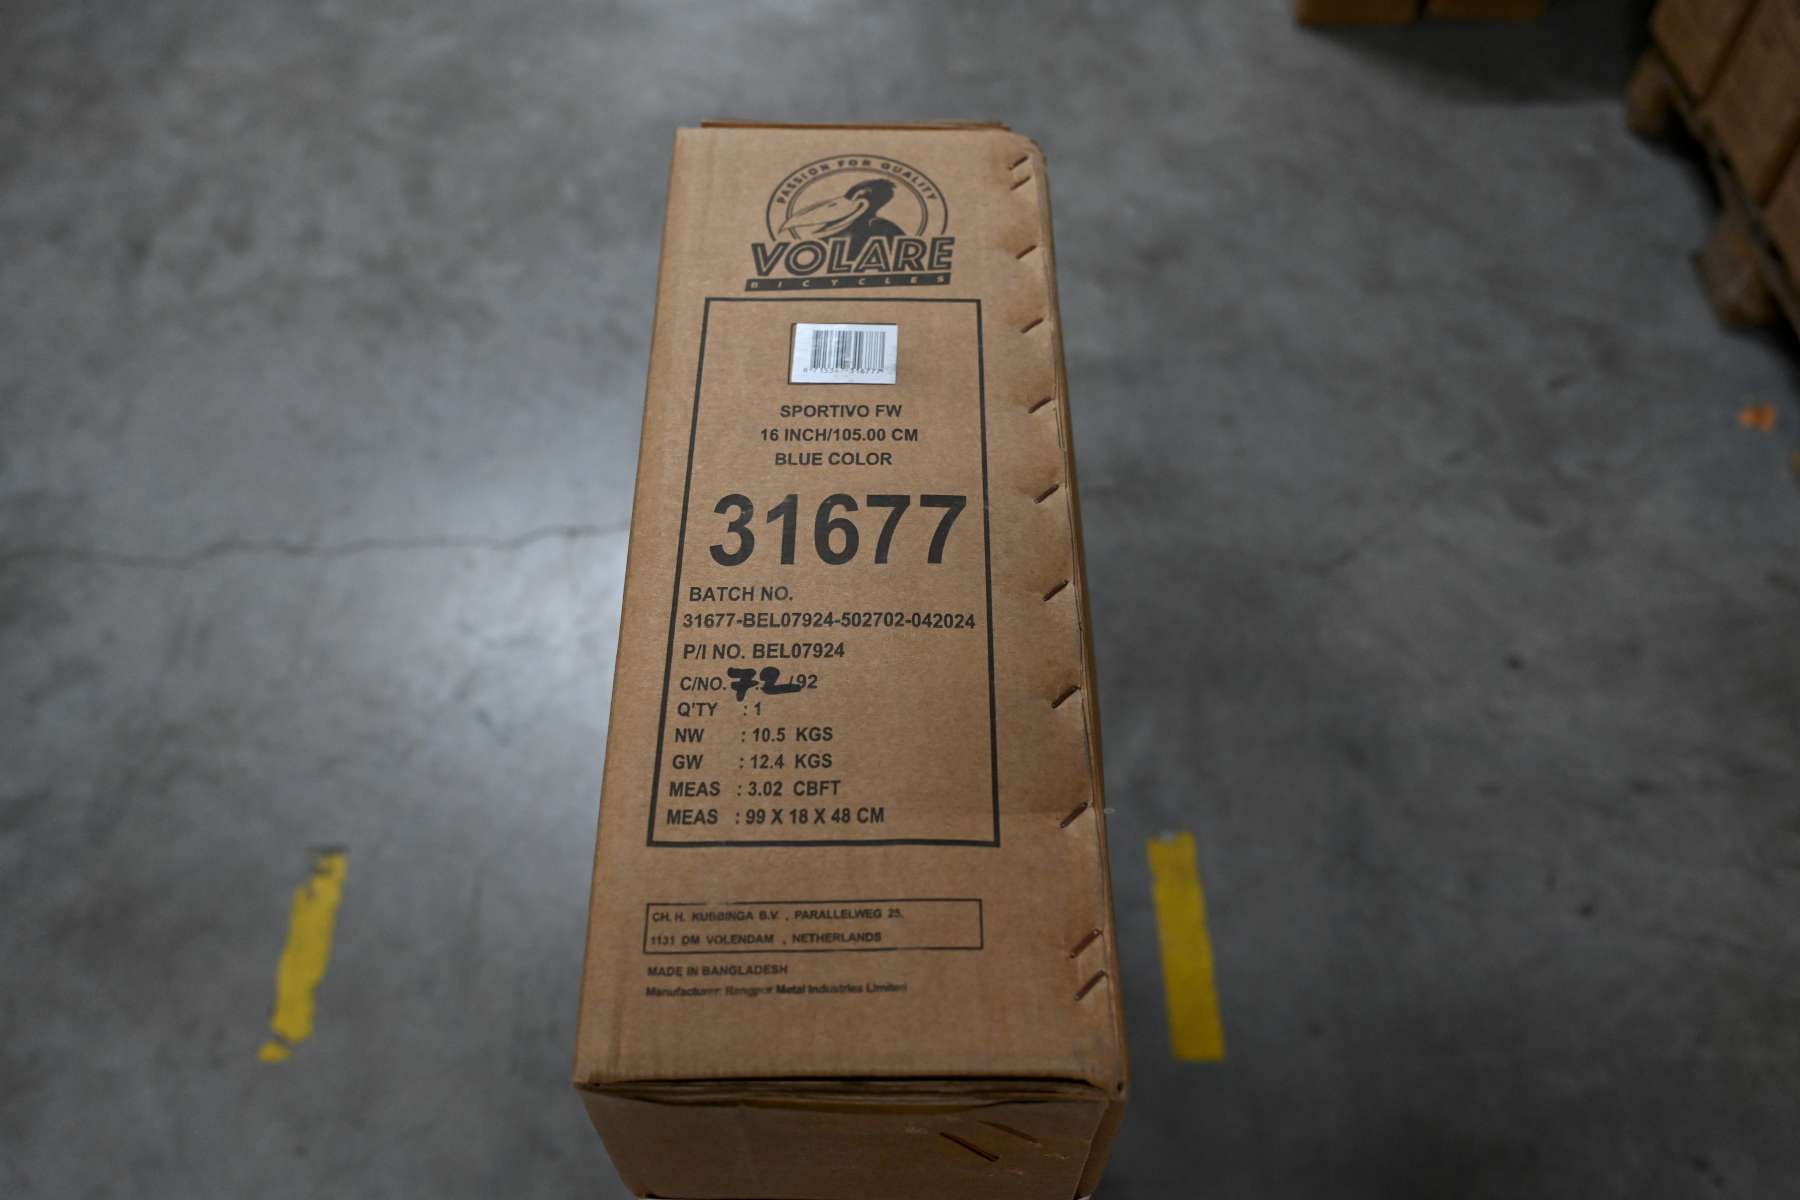 PASSION FOR QUALITY
VOLARE
BICYCLES
SPORTIVO FW
16 INCH/105.00 CM
BLUE COLOR
31677
BATCH NO.
31677-BEL07924-502702-042024
P/I NO. BEL07924
C/NO. 72/92
Q'TY : 1
NW : 10.5 KGS
GW : 12.4 KGS
MEAS : 3.02 CBFT
MEAS : 99 X 18 X 48 CM
CH. H. KUBBINGA B.V. , PARALLELWEG 25,
1131 DM VOLENDAM , NETHERLANDS
MADE IN BANGLADESH
Manufacturer: Rangpur Metal Industries Limited